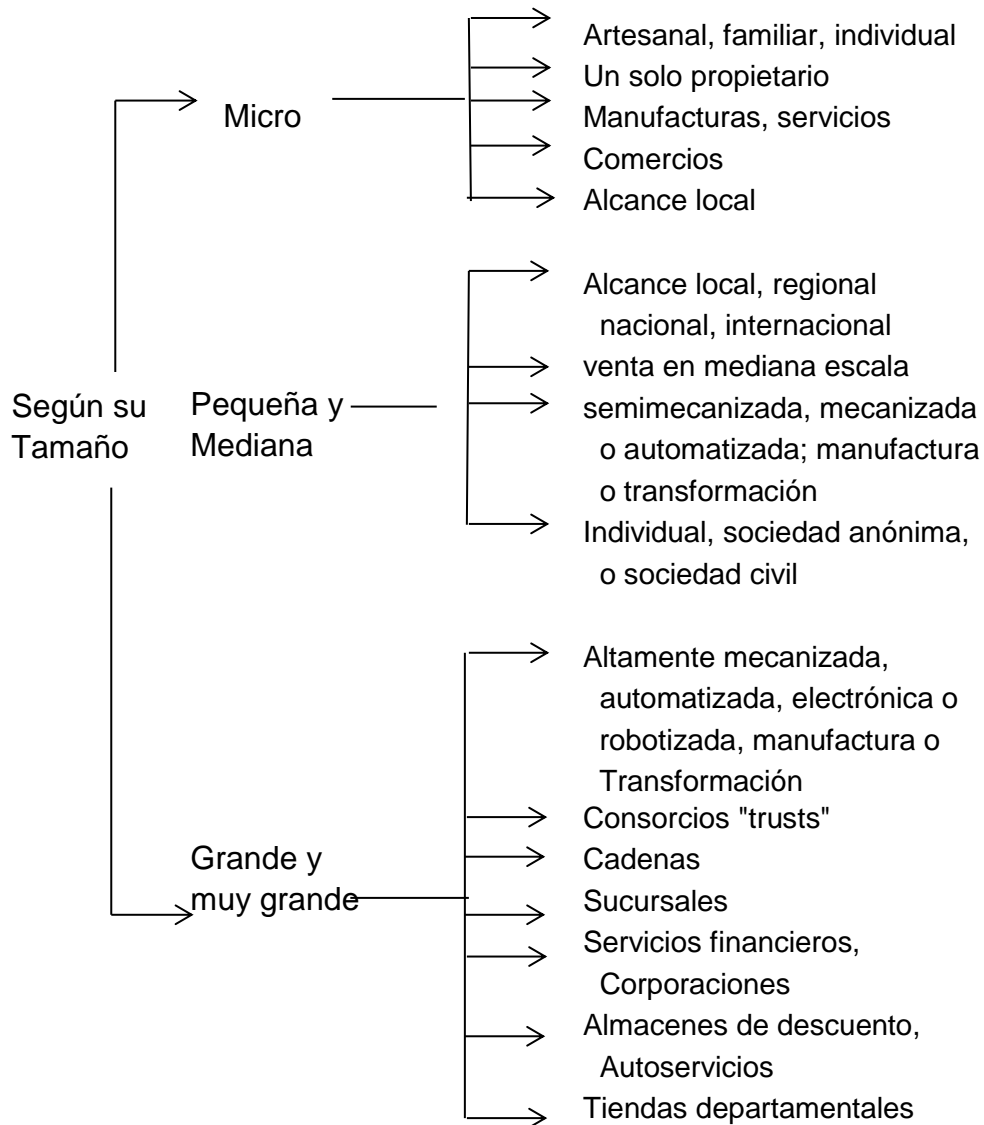 Según su
Tamaño
Micro
Artesanal, familiar, individual
Un solo propietario
Manufacturas, servicios
Comercios
Alcance local
Pequeña y
Mediana
Alcance local, regional
nacional, internacional
venta en mediana escala
semimecanizada, mecanizada
o automatizada; manufactura
o transformación
Individual, sociedad anónima,
o sociedad civil
Grande y
muy grande
Altamente mecanizada,
automatizada, electrónica o
robotizada, manufactura o
Transformación
Consorcios "trusts"
Cadenas
Sucursales
Servicios financieros,
Corporaciones
Almacenes de descuento,
Autoservicios
Tiendas departamentales